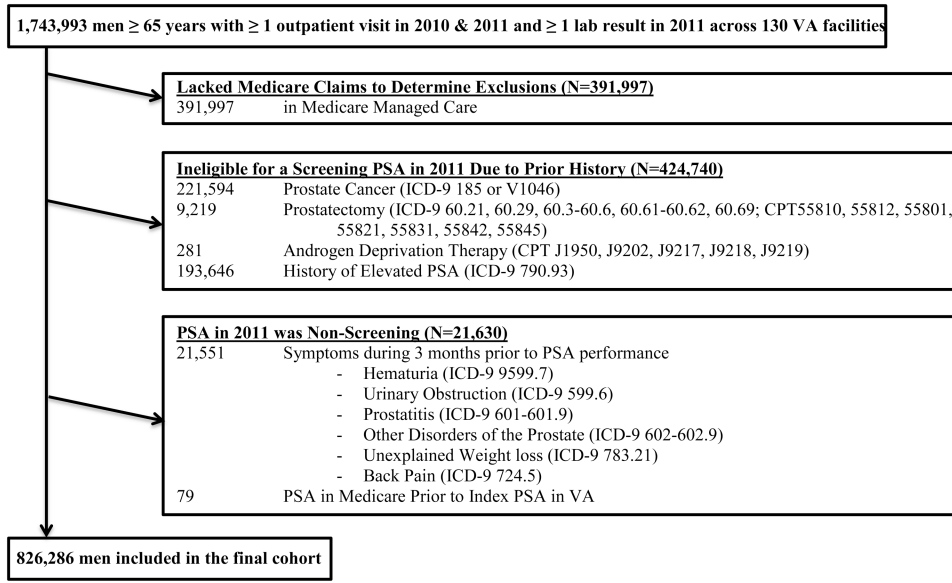 1,743,993 men ≥ 65 years with ≥ 1 outpatient visit in 2010 & 2011 and ≥ 1 lab result in 2011 across 130 VA facilities
Lacked Medicare Claims to Determine Exclusions (N=391,997)
391,997 in Medicare Managed Care
Ineligible for a Screening PSA in 2011 Due to Prior History (N=424,740)
221,594 Prostate Cancer (ICD-9 185 or V1046)
9,219 Prostatectomy (ICD-9 60.21, 60.29, 60.3-60.6, 60.61-60.62, 60.69; CPT55810, 55812, 55801,
55821, 55831, 55842, 55845)
281 Androgen Deprivation Therapy (CPT J1950, J9202, J9217, J9218, J9219)
193,646 History of Elevated PSA (ICD-9 790.93)
PSA in 2011 was Non-Screening (N=21,630)
21,551 Symptoms during 3 months prior to PSA performance
- Hematuria (ICD-9 9599.7)
- Urinary Obstruction (ICD-9 599.6)
- Prostatitis (ICD-9 601-601.9)
- Other Disorders of the Prostate (ICD-9 602-602.9)
- Unexplained Weight loss (ICD-9 783.21)
- Back Pain (ICD-9 724.5)
79 PSA in Medicare Prior to Index PSA in VA
826,286 men included in the final cohort